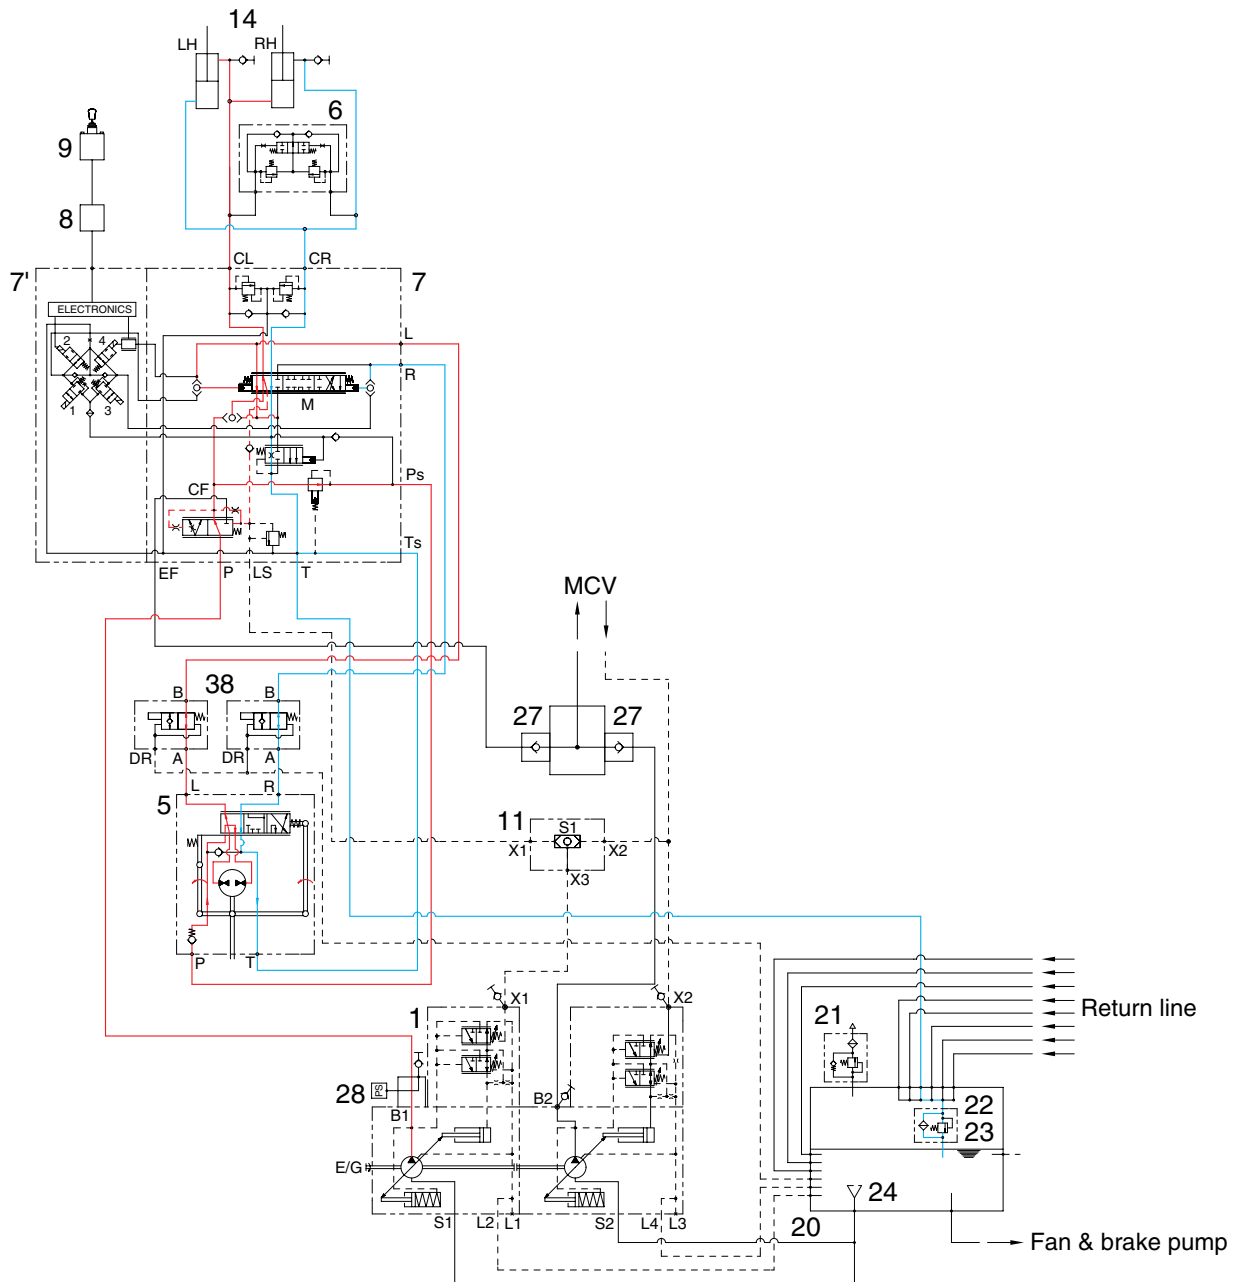 14
LH
RH
6
9
8
CL
CR
7'
7
ELECTRONICS
L
2
4
R
1
3
M
Ps
CF
Ts
EF
P
LS
T
MCV
B
38
B
27
27
DR
A
DR
A
L
R
5
11
S1
X1
X2
X3
P
T
X1
X2
1
21
Return line
28
PS
B1
B2
22
23
E/G
24
S1
L2
L1
S2
L4
L3
20
Fan & brake pump